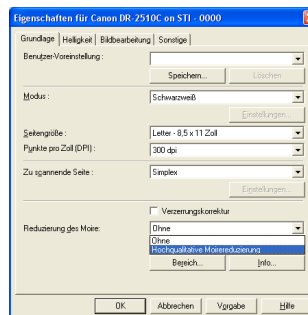 Eigenschaften für Canon DR-2510C on STI - 0000
Grundlage Helligkeit Bildbearbeitung Sonstige
Benutzer-Voreinstellung :
Speichern... Löschen
Modus : Schwarzweiß
Einstellungen...
Seitengröße : Letter - 8,5 x 11 Zoll
Punkte pro Zoll (DPI) : 300 dpi
Zu scannende Seite : Simplex
Einstellungen...
Verzerrungskorrektur
Reduzierung des Moire: Ohne
Ohne
Hochqualitative Moirereduzierung
Bereich... Info...
OK Abbrechen Vorgabe Hilfe